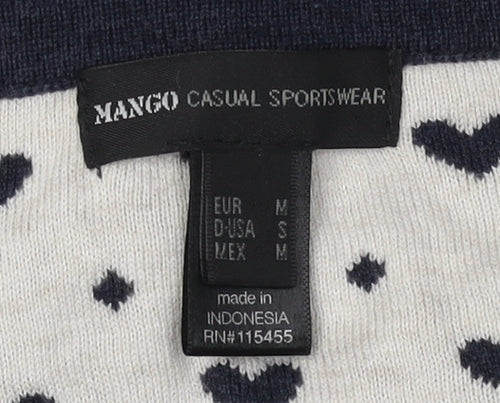 MANGO CASUAL SPORTSWEAR
EUR M
D-USA S
MEX M
made in
INDONESIA
RN#115455